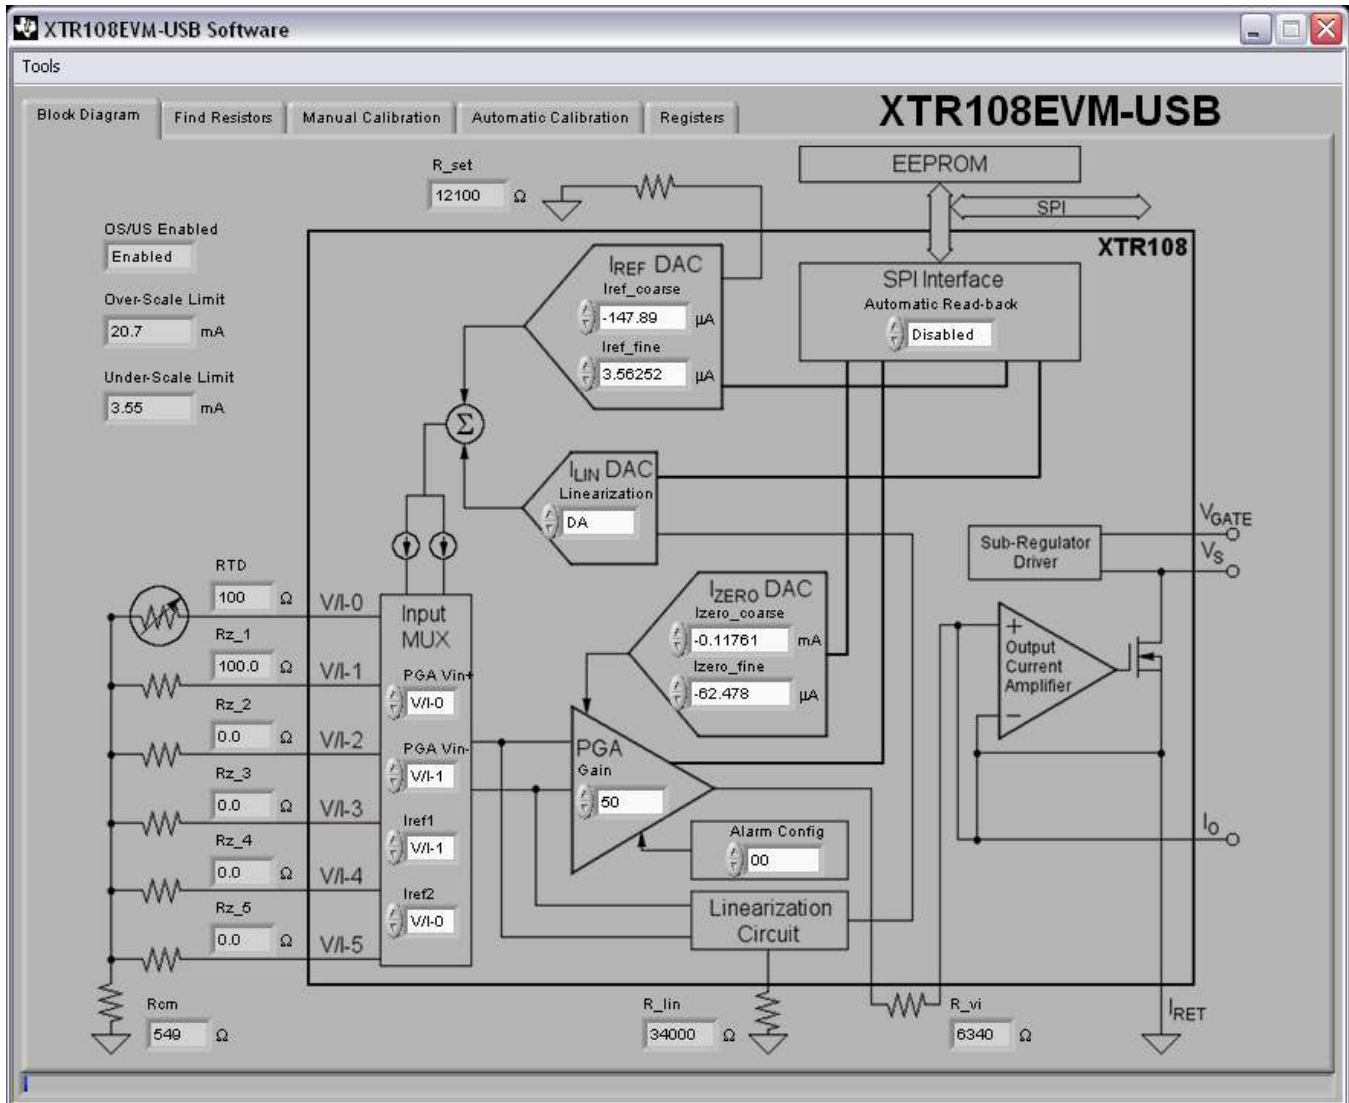 XTR108EVM-USB Software
Tools
Block Diagram
Find Resistors
Manual Calibration
Automatic Calibration
Registers
XTR108EVM-USB
R_set
12100 Ω
EEPROM
SPI
OS/US Enabled
Enabled
Over-Scale Limit
20.7 mA
Under-Scale Limit
3.55 mA
XTR108
IREF DAC
Iref_coarse
-147.89 µA
Iref_fine
3.56252 µA
SPI Interface
Automatic Read-back
Disabled
Σ
ILIN DAC
Linearization
DA
VGATE
VS
Sub-Regulator
Driver
RTD
100 Ω V/I-0
Rz_1
100.0 Ω V/I-1
Rz_2
0.0 Ω V/I-2
Rz_3
0.0 Ω V/I-3
Rz_4
0.0 Ω V/I-4
Rz_5
0.0 Ω V/I-5
Input
MUX
PGA Vin+
V/I-0
PGA Vin-
V/I-1
Iref1
V/I-1
Iref2
V/I-0
IZERO DAC
Izero_coarse
-0.11761 mA
Izero_fine
-62.478 µA
PGA
Gain
50
+
Output
Current
Amplifier
−
Alarm Config
00
IO
Linearization
Circuit
Rcm
549 Ω
R_lin
34000 Ω
R_vi
6340 Ω
IRET